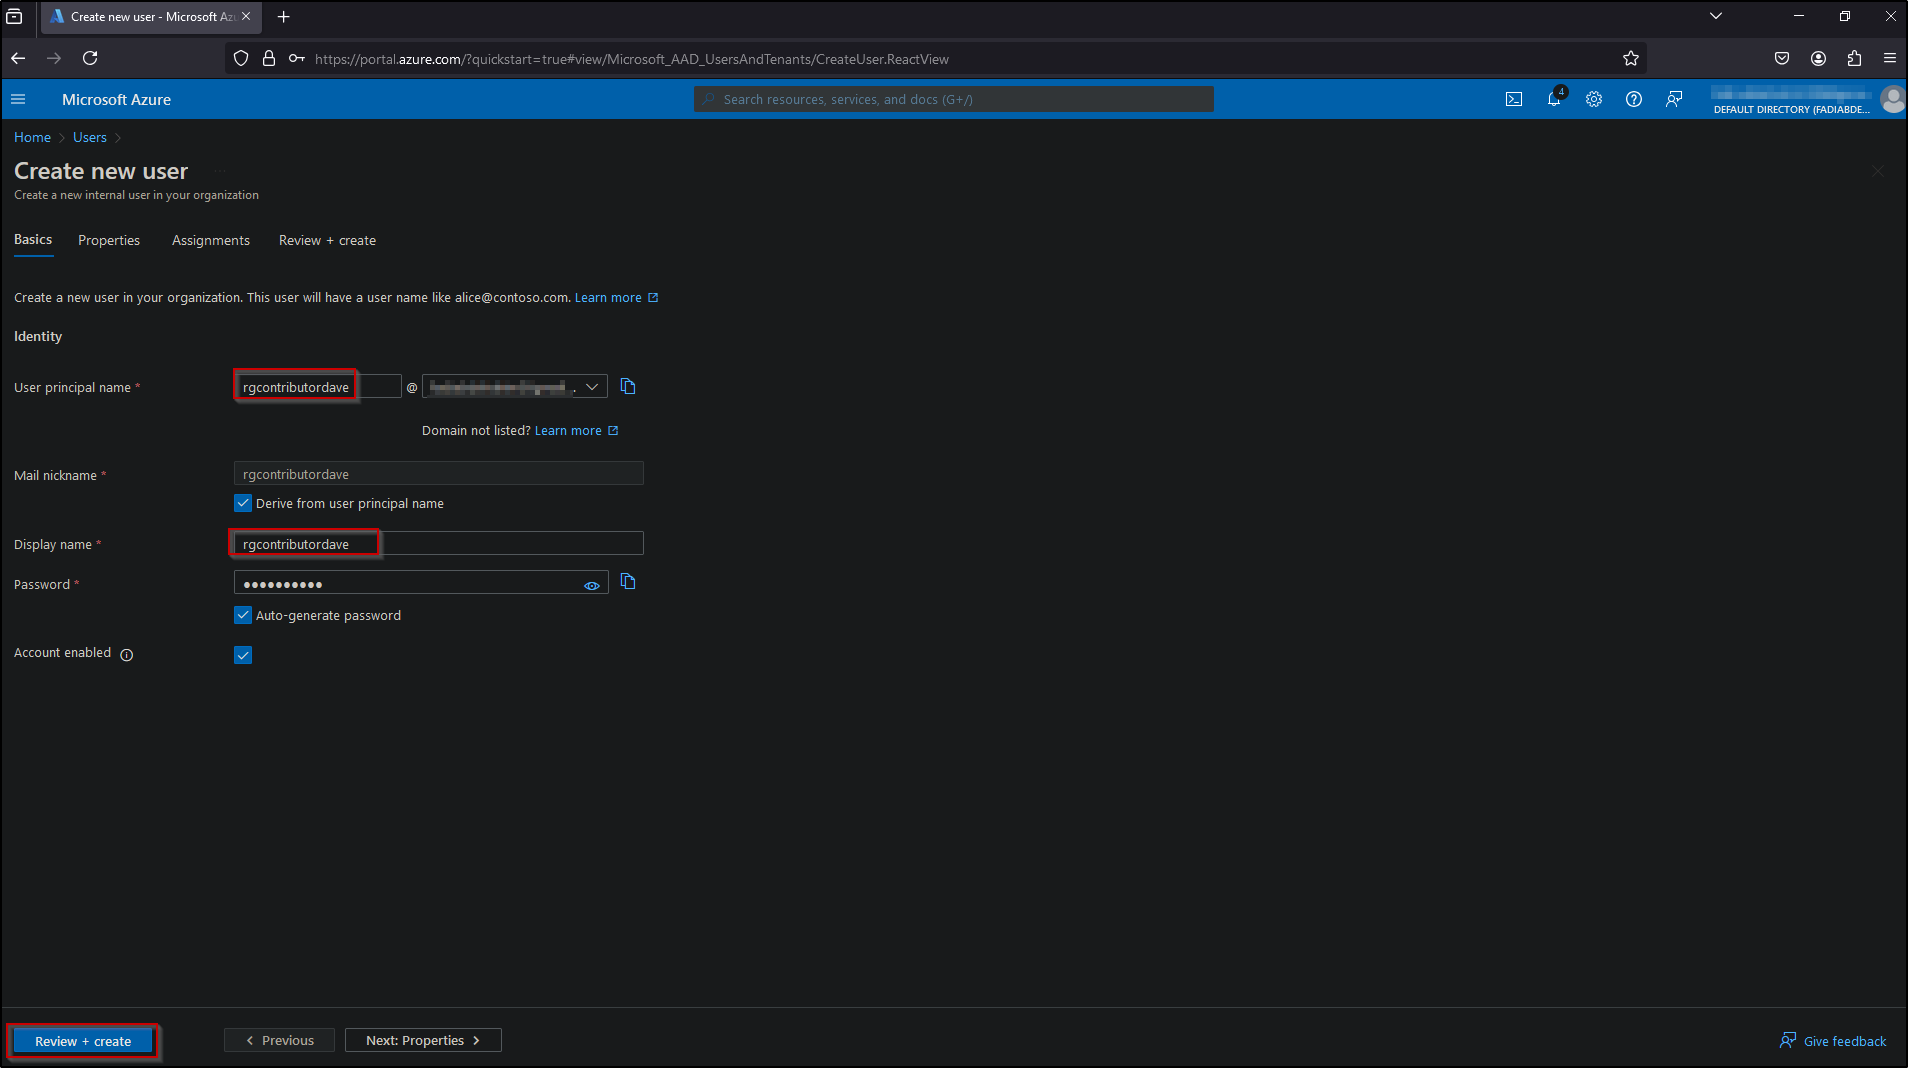 Create new user - Microsoft Az
https://portal.azure.com/?quickstart=true#view/Microsoft_AAD_UsersAndTenants/CreateUser.ReactView
Microsoft Azure
Search resources, services, and docs (G+/)
4
DEFAULT DIRECTORY (FADIABDE...
Home > Users >
Create new user ...
Create a new internal user in your organization
Basics Properties Assignments Review + create
Create a new user in your organization. This user will have a user name like alice@contoso.com. Learn more
Identity
User principal name * rgcontributordave @
Domain not listed? Learn more
Mail nickname * rgcontributordave
Derive from user principal name
Display name * rgcontributordave
Password * ●●●●●●●●●●
Auto-generate password
Account enabled
Review + create < Previous Next: Properties > Give feedback